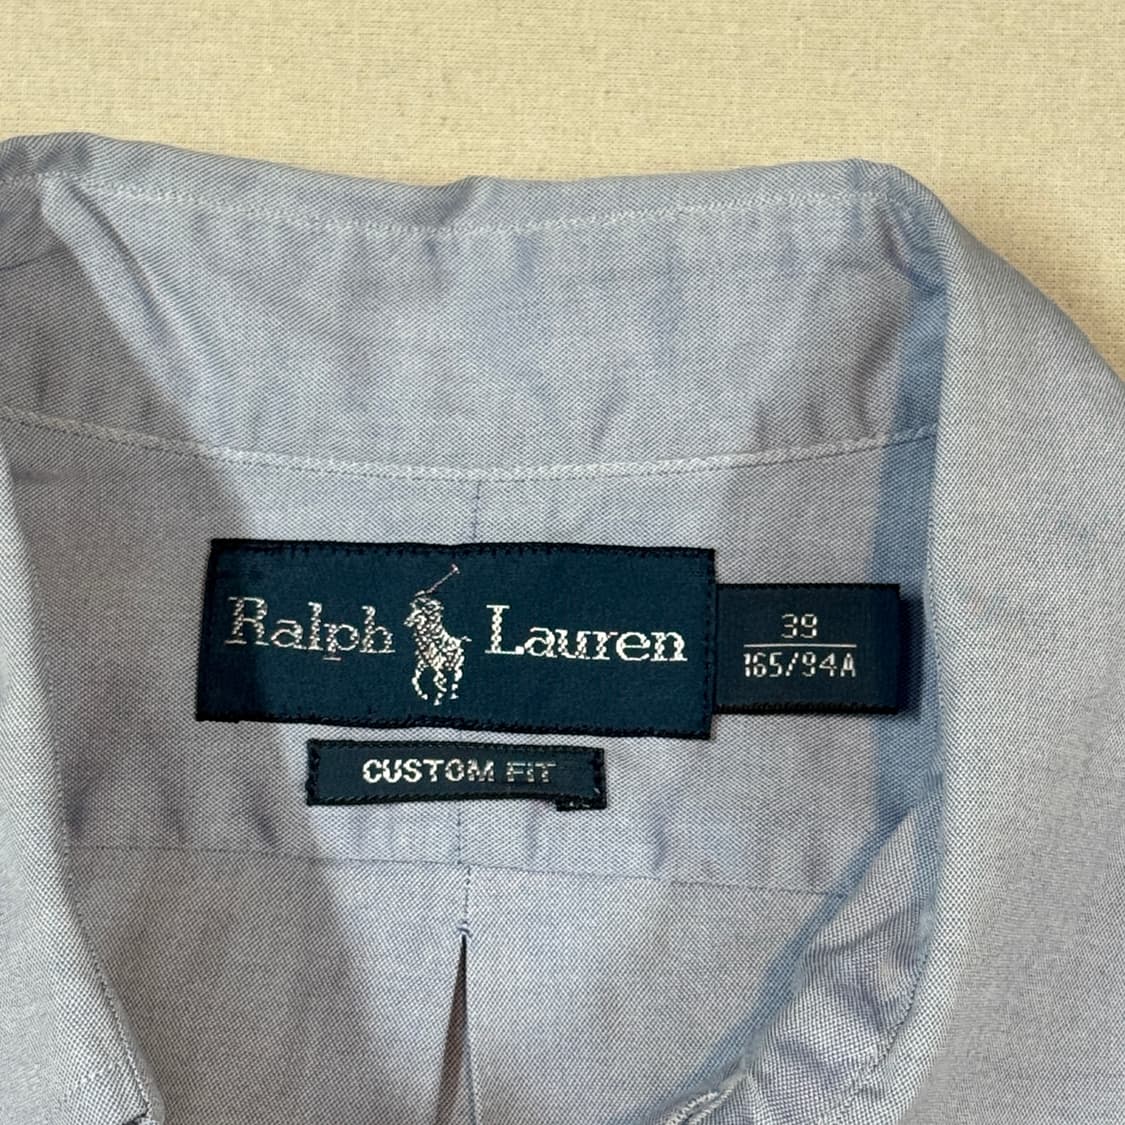 Ralph Lauren
39
165/94A
CUSTOM FIT